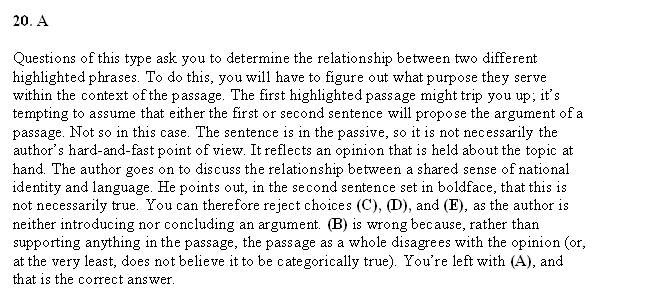 20. A
Questions of this type ask you to determine the relationship between two different
highlighted phrases. To do this, you will have to figure out what purpose they serve
within the context of the passage. The first highlighted passage might trip you up; it's
tempting to assume that either the first or second sentence will propose the argument of a
passage. Not so in this case. The sentence is in the passive, so it is not necessarily the
author's hard-and-fast point of view. It reflects an opinion that is held about the topic at
hand. The author goes on to discuss the relationship between a shared sense of national
identity and language. He points out, in the second sentence set in boldface, that this is
not necessarily true. You can therefore reject choices (C), (D), and (E), as the author is
neither introducing nor concluding an argument. (B) is wrong because, rather than
supporting anything in the passage, the passage as a whole disagrees with the opinion (or,
at the very least, does not believe it to be categorically true). You're left with (A), and
that is the correct answer.